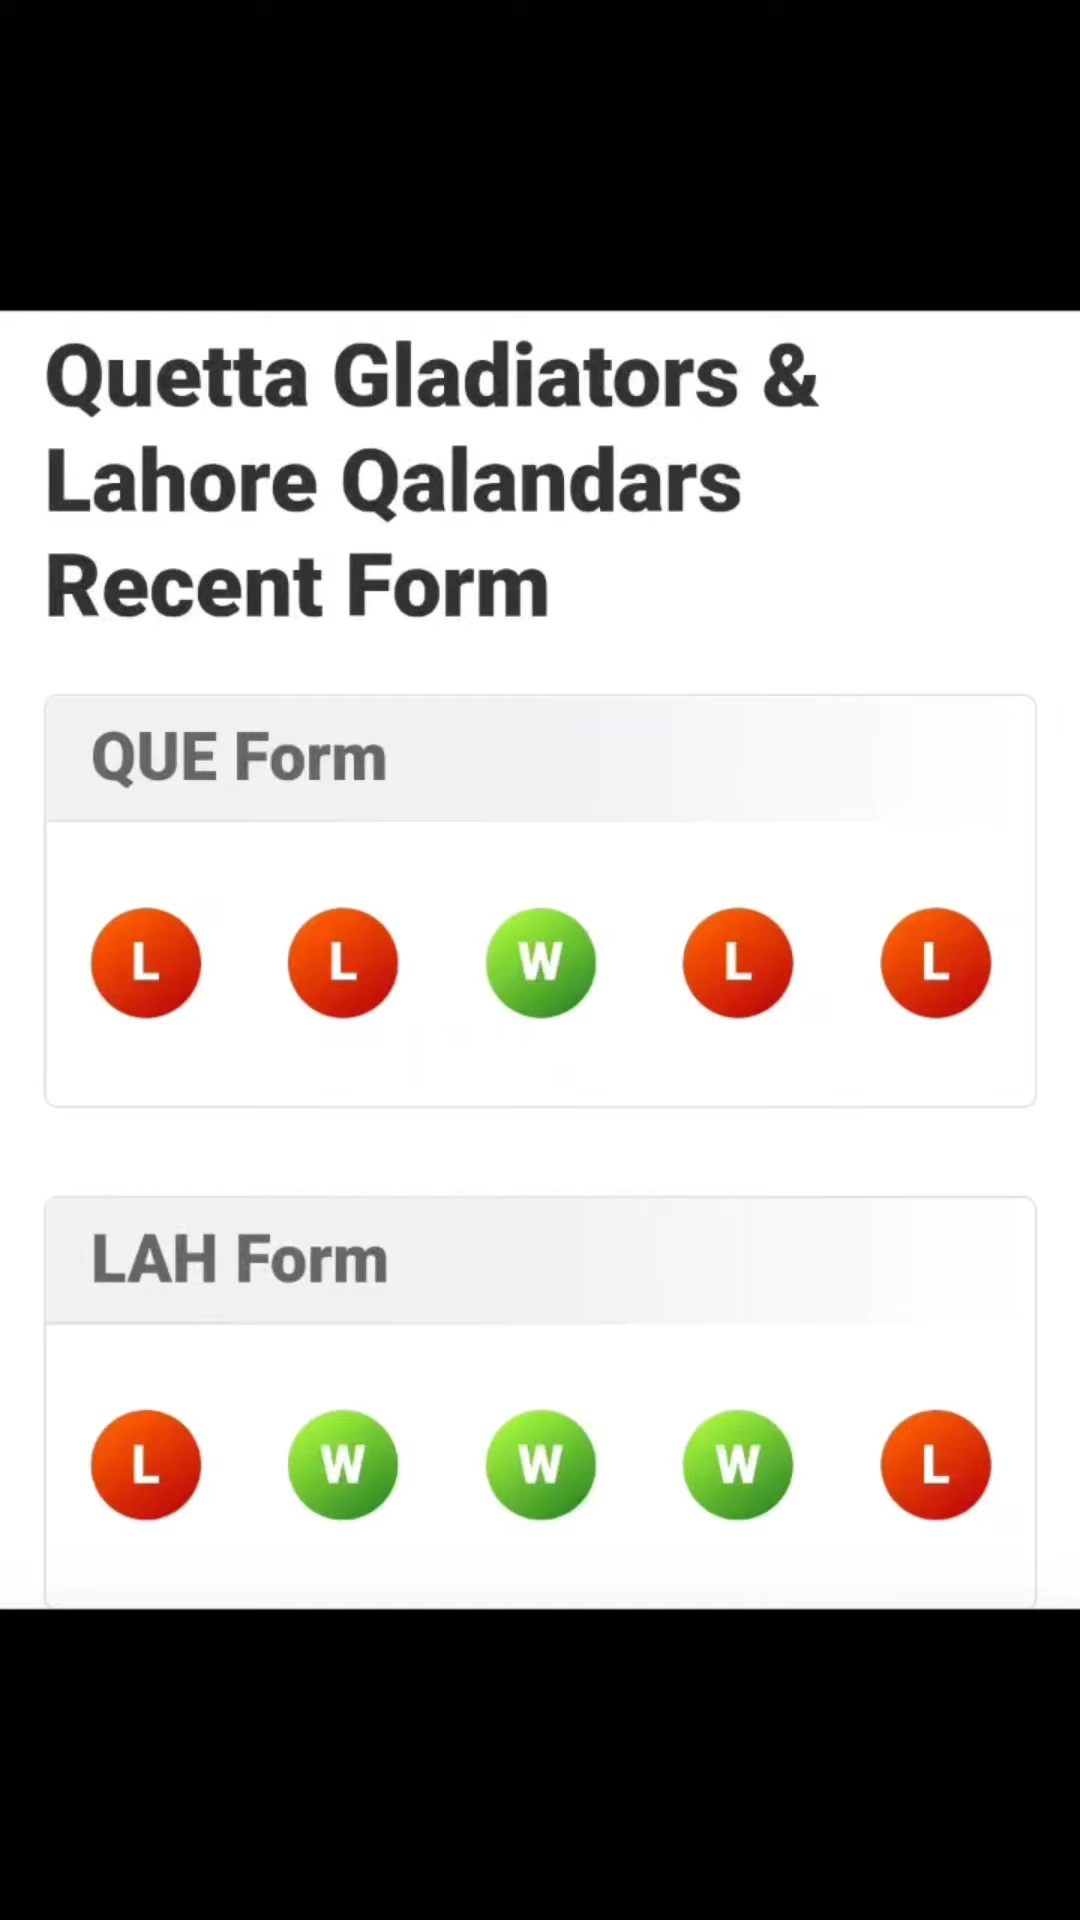 Quetta Gladiators &
Lahore Qalandars
Recent Form
QUE Form
L L W L L
LAH Form
L W W W L